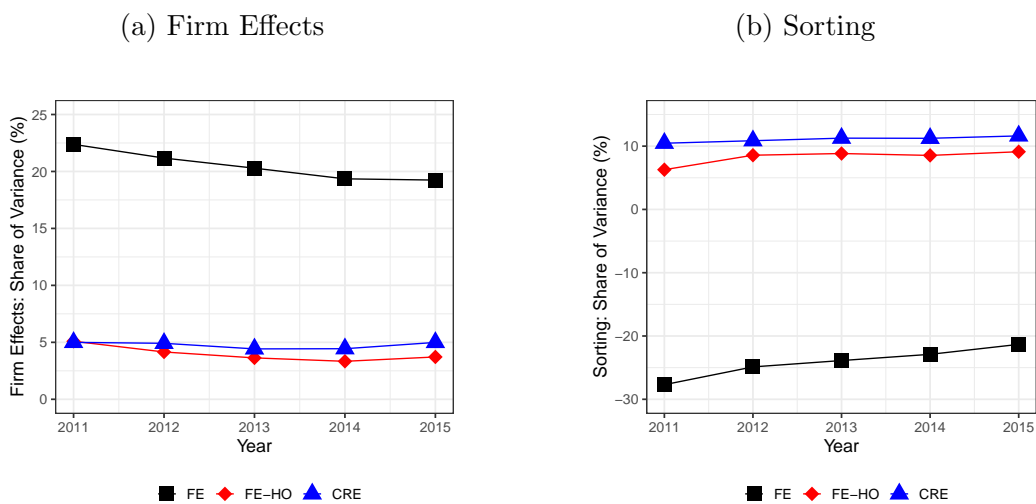 (a) Firm Effects
Firm Effects: Share of Variance (%)
25
20
15
10
5
0
2011 2012 2013 2014 2015
Year
FE FE−HO CRE
(b) Sorting
Sorting: Share of Variance (%)
10
0
−10
−20
−30
2011 2012 2013 2014 2015
Year
FE FE−HO CRE